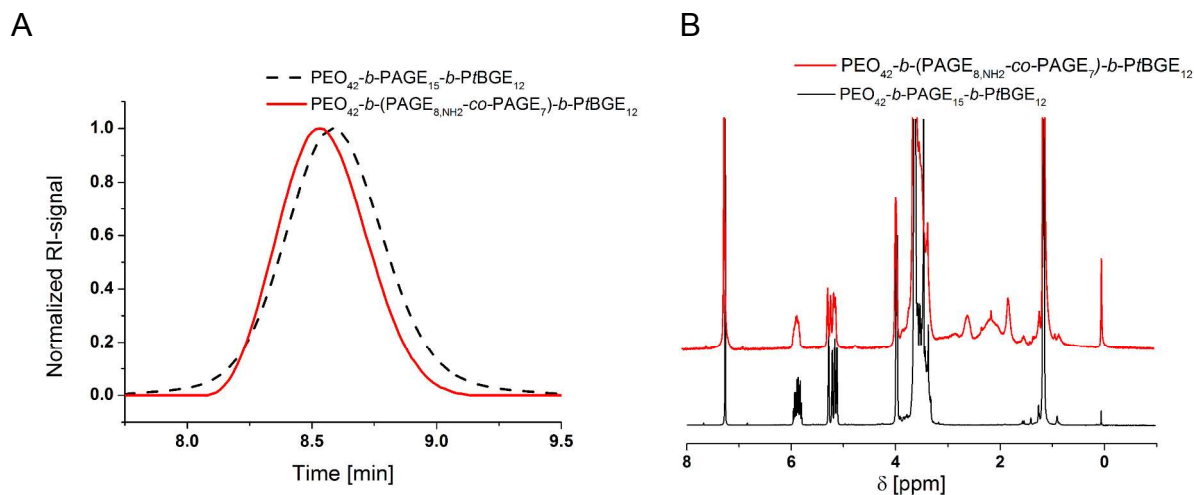 A
PEO42-b-PAGE15-b-PtBGE12
PEO42-b-(PAGE8,NH2-co-PAGE7)-b-PtBGE12
1.0
0.8
0.6
0.4
0.2
0.0
Normalized RI-signal
8.0 8.5 9.0 9.5
Time [min]
B
PEO42-b-(PAGE8,NH2-co-PAGE7)-b-PtBGE12
PEO42-b-PAGE15-b-PtBGE12
8 6 4 2 0
δ [ppm]